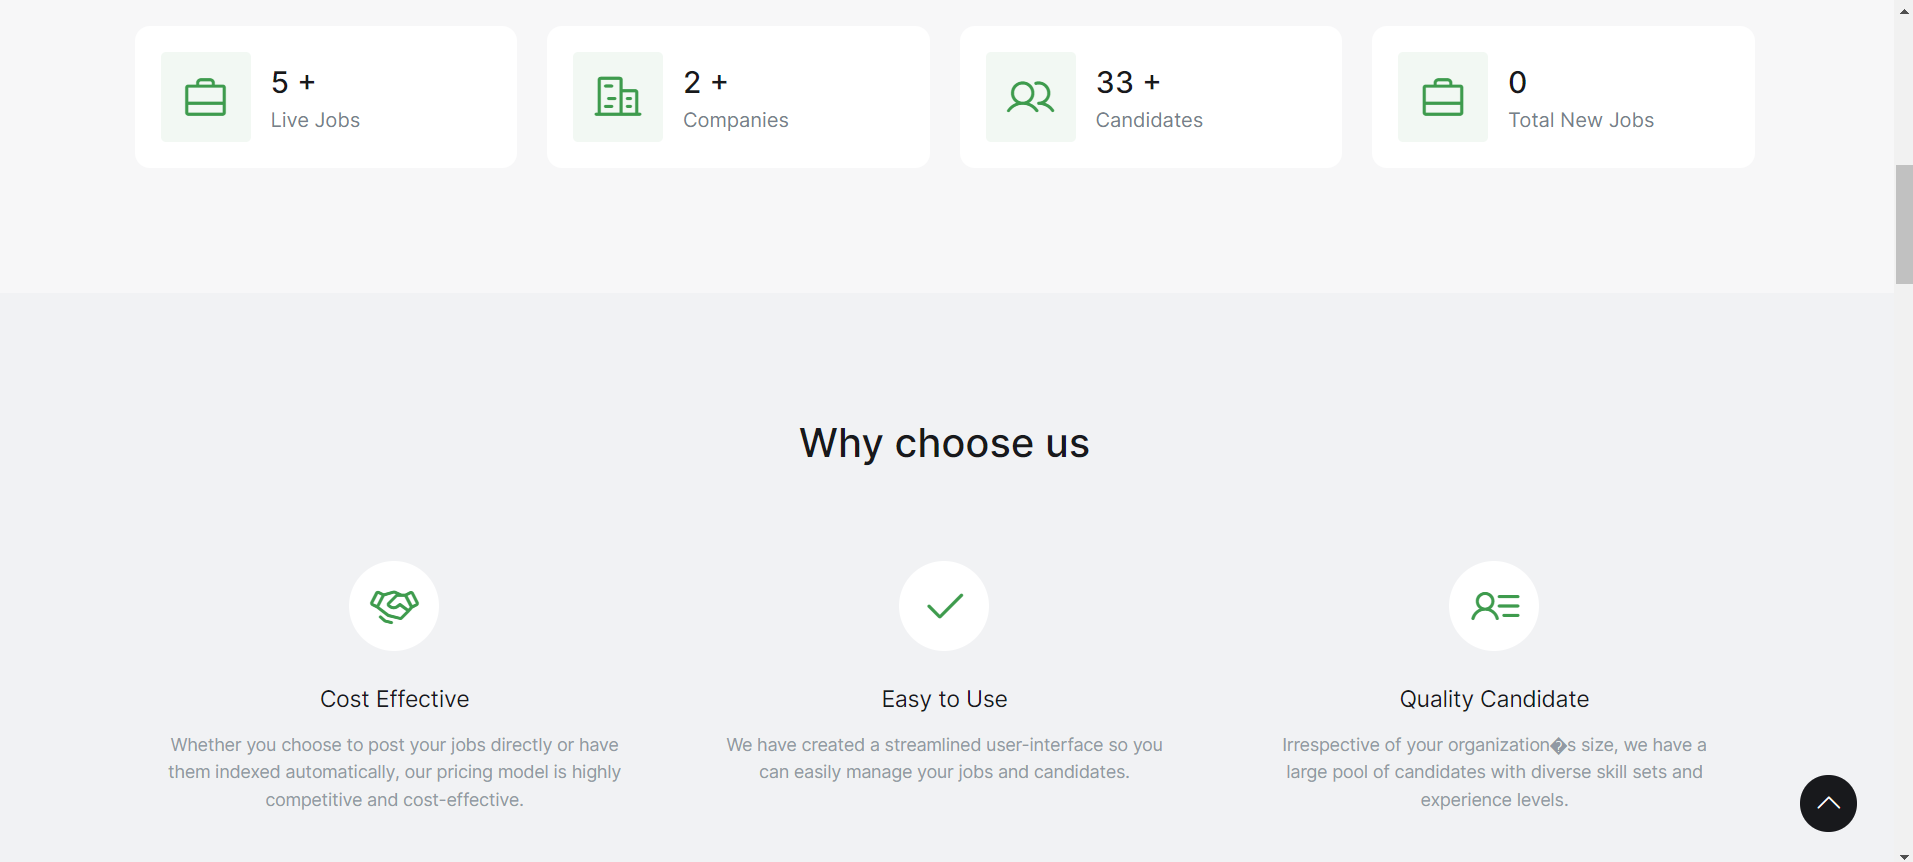 5 +
Live Jobs
2 +
Companies
33 +
Candidates
0
Total New Jobs
Why choose us
Cost Effective
Whether you choose to post your jobs directly or have
them indexed automatically, our pricing model is highly
competitive and cost-effective.
Easy to Use
We have created a streamlined user-interface so you
can easily manage your jobs and candidates.
Quality Candidate
Irrespective of your organization�s size, we have a
large pool of candidates with diverse skill sets and
experience levels.